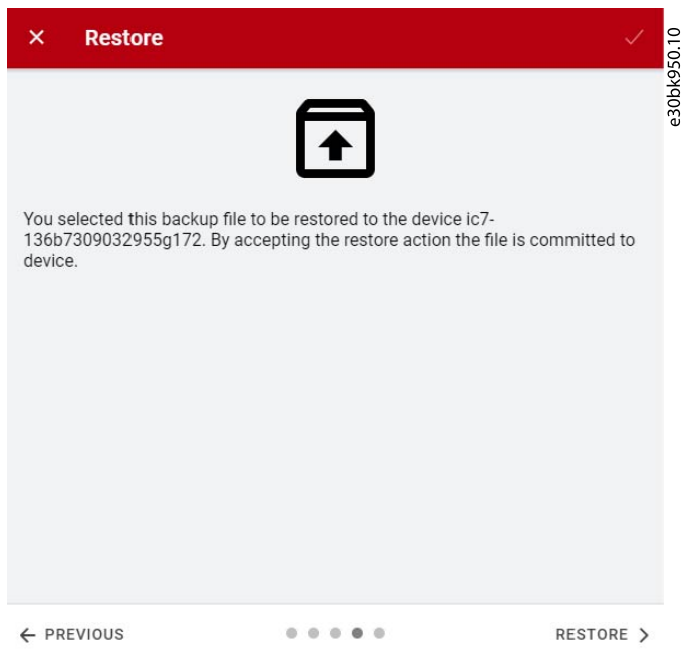 Restore
e30bk950.10
You selected this backup file to be restored to the device ic7-
136b7309032955g172. By accepting the restore action the file is committed to
device.
PREVIOUS
RESTORE